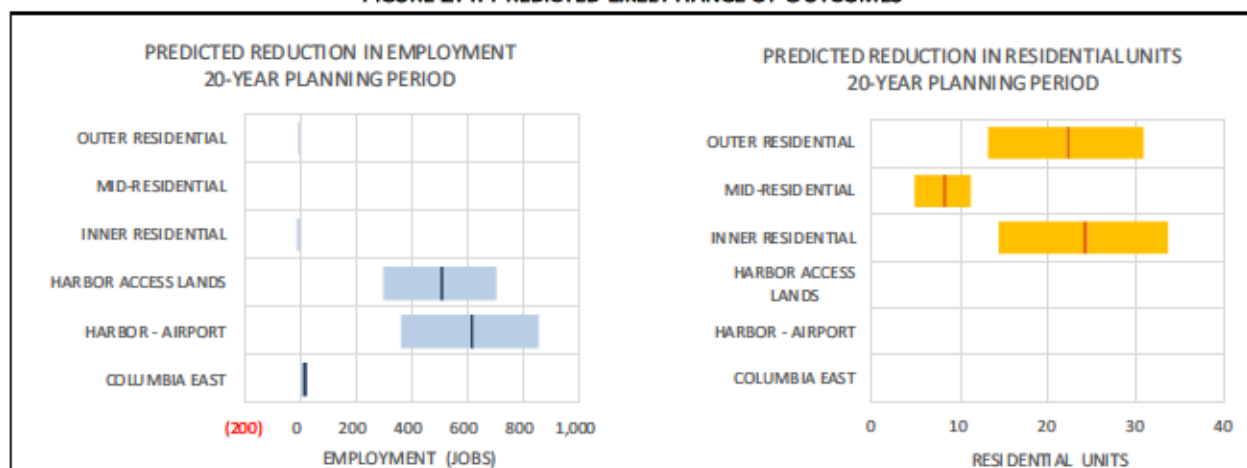 PREDICTED REDUCTION IN EMPLOYMENT
20-YEAR PLANNING PERIOD
OUTER RESIDENTIAL
MID-RESIDENTIAL
INNER RESIDENTIAL
HARBOR ACCESS LANDS
HARBOR - AIRPORT
COLUMBIA EAST
(200) 0 200 400 600 800 1,000
EMPLOYMENT (JOBS)
PREDICTED REDUCTION IN RESIDENTIAL UNITS
20-YEAR PLANNING PERIOD
OUTER RESIDENTIAL
MID-RESIDENTIAL
INNER RESIDENTIAL
HARBOR ACCESS
LANDS
HARBOR - AIRPORT
COLUMBIA EAST
0 10 20 30 40
RESIDENTIAL UNITS